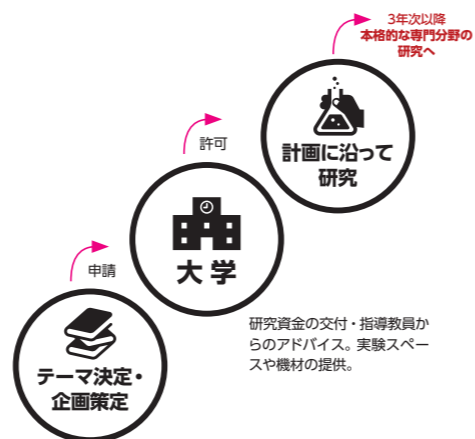 3年次以降
本格的な専門分野の
研究へ
計画に沿って
研究
許可
大学
申請
研究資金の交付・指導教員か
らのアドバイス。実験スペー
スや機材の提供。
テーマ決定・
企画策定